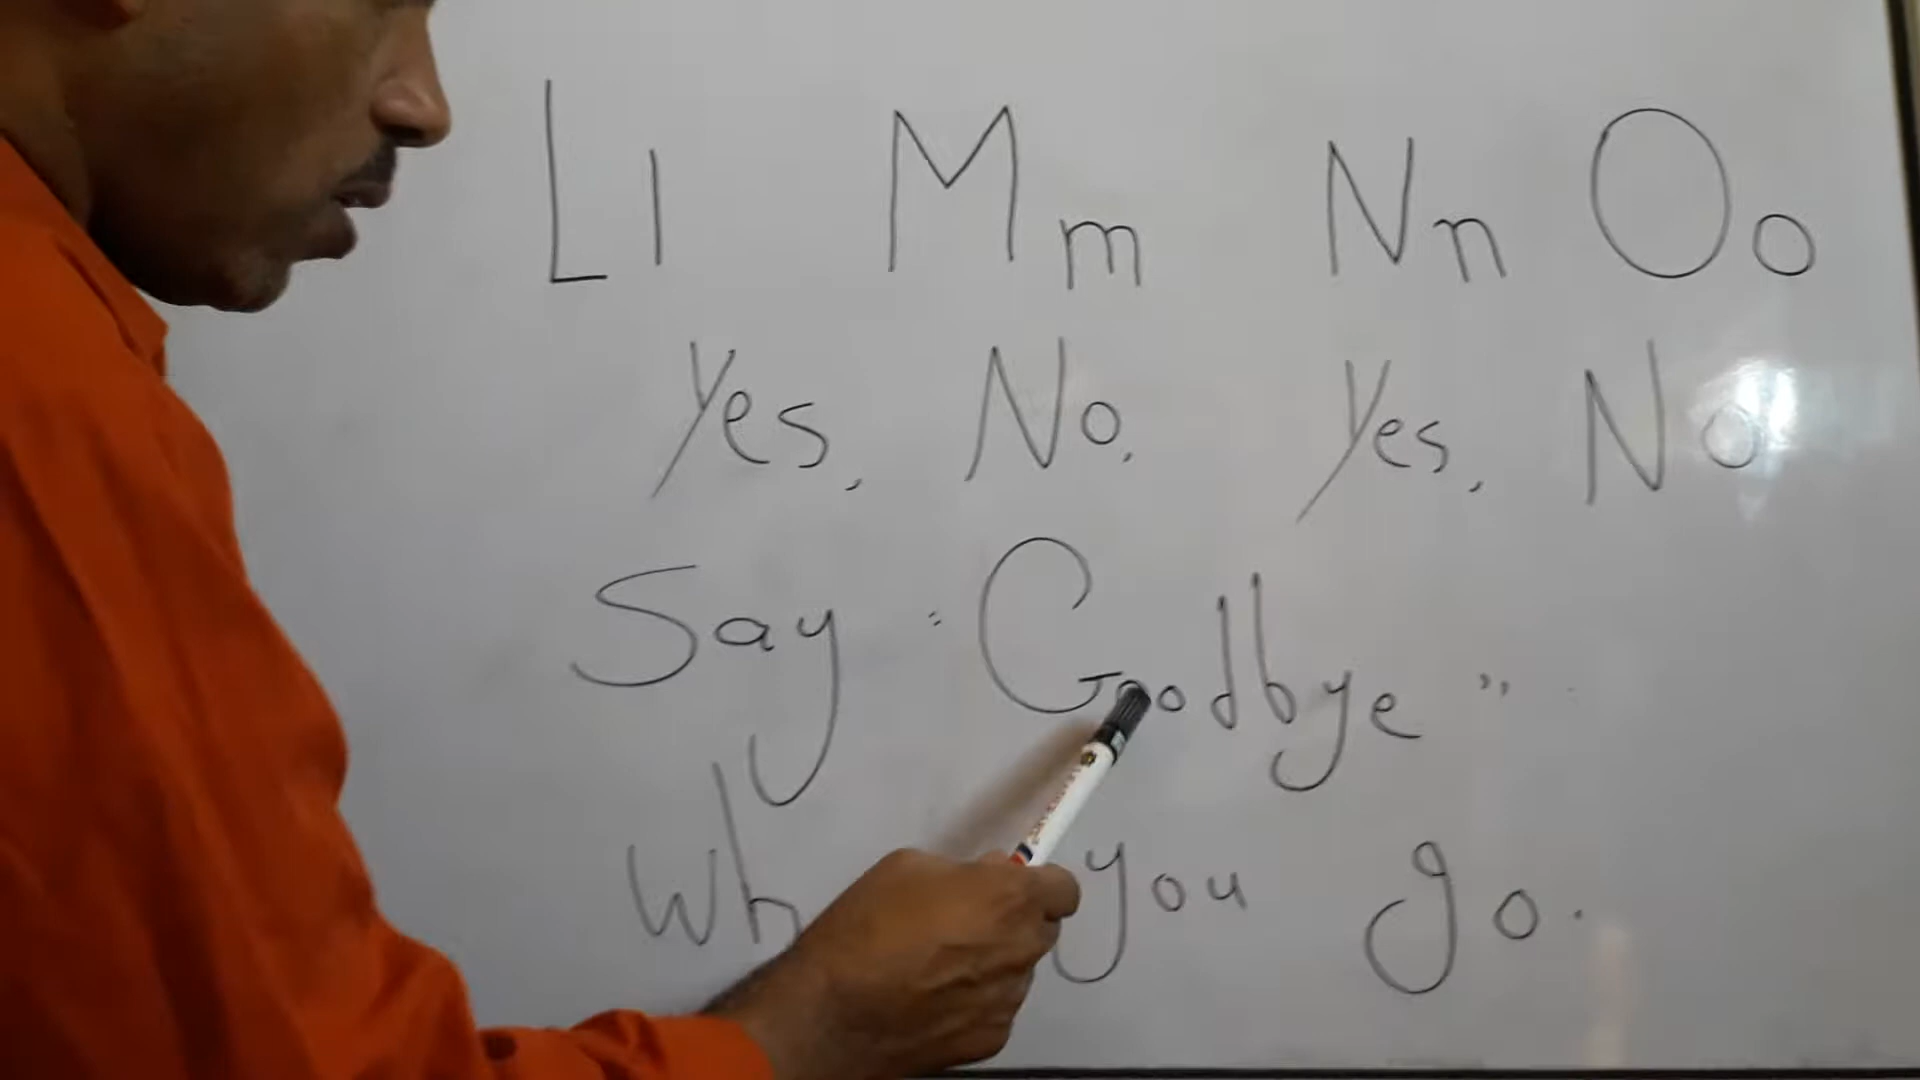 Ll Mm Nn Oo
Yes, No, Yes, No
Say "Goodbye"
you go.